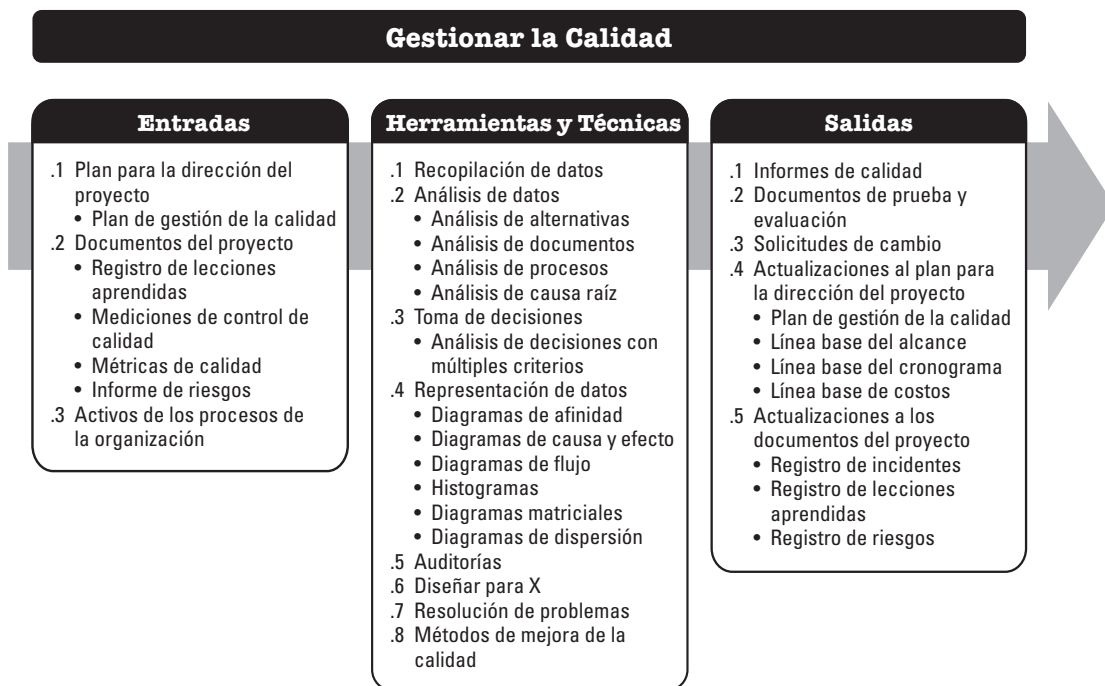 Gestionar la Calidad
Entradas
.1 Plan para la dirección del
proyecto
• Plan de gestión de la calidad
.2 Documentos del proyecto
• Registro de lecciones
aprendidas
• Mediciones de control de
calidad
• Métricas de calidad
• Informe de riesgos
.3 Activos de los procesos de
la organización
Herramientas y Técnicas
.1 Recopilación de datos
.2 Análisis de datos
• Análisis de alternativas
• Análisis de documentos
• Análisis de procesos
• Análisis de causa raíz
.3 Toma de decisiones
• Análisis de decisiones con
múltiples criterios
.4 Representación de datos
• Diagramas de afinidad
• Diagramas de causa y efecto
• Diagramas de flujo
• Histogramas
• Diagramas matriciales
• Diagramas de dispersión
.5 Auditorías
.6 Diseñar para X
.7 Resolución de problemas
.8 Métodos de mejora de la
calidad
Salidas
.1 Informes de calidad
.2 Documentos de prueba y
evaluación
.3 Solicitudes de cambio
.4 Actualizaciones al plan para
la dirección del proyecto
• Plan de gestión de la calidad
• Línea base del alcance
• Línea base del cronograma
• Línea base de costos
.5 Actualizaciones a los
documentos del proyecto
• Registro de incidentes
• Registro de lecciones
aprendidas
• Registro de riesgos